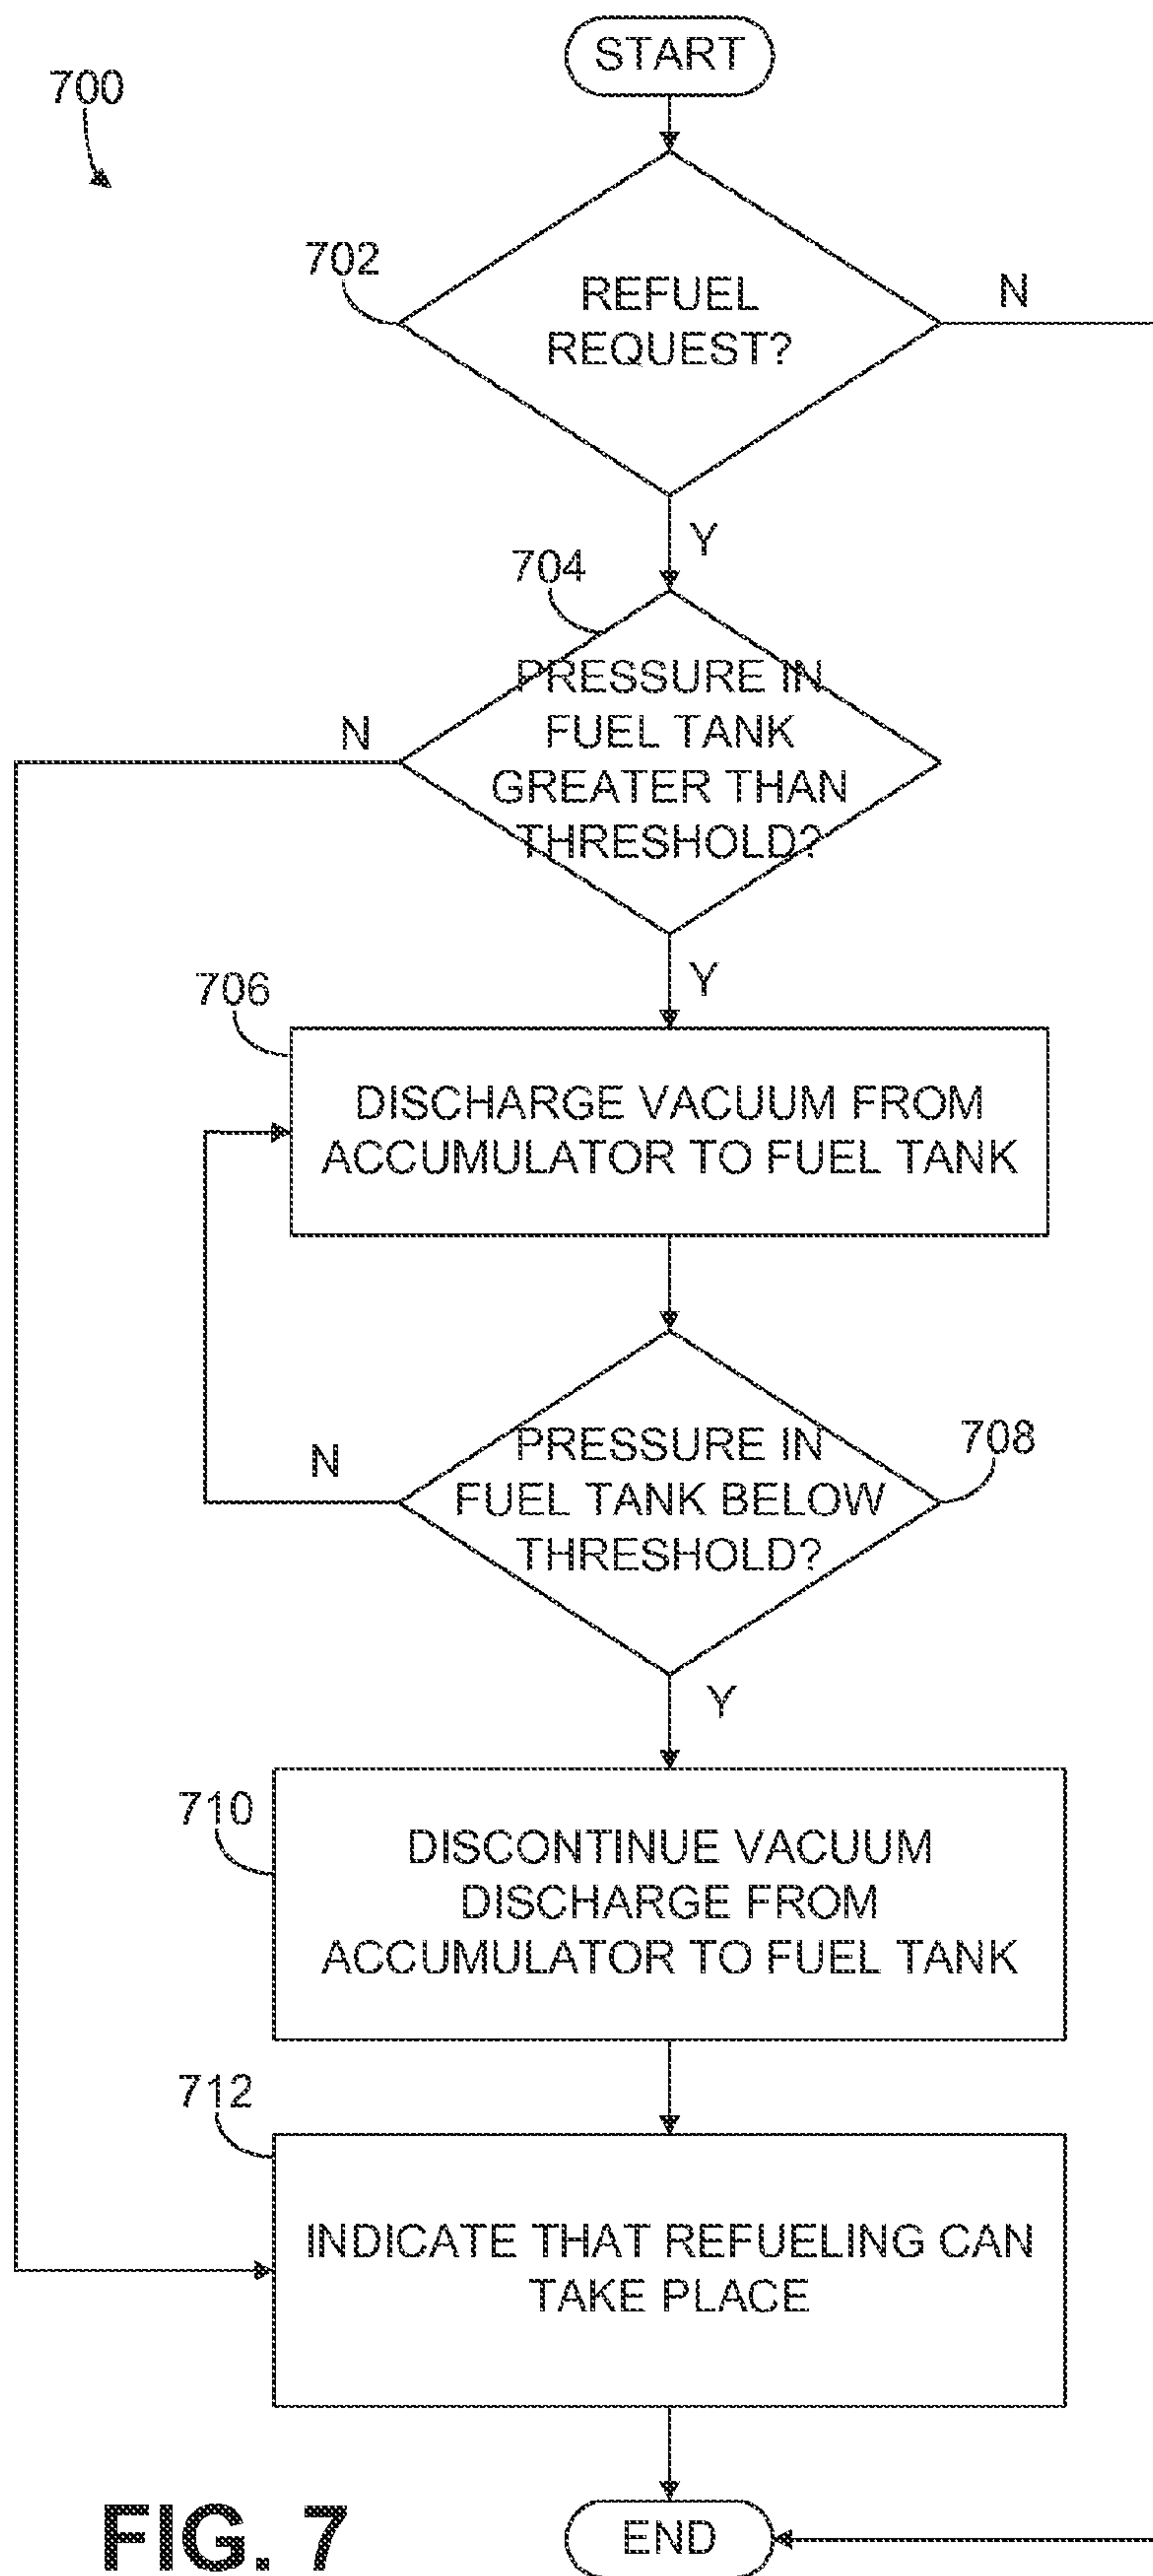 START
700
702
REFUEL
REQUEST?
N
Y
704
PRESSURE IN
FUEL TANK
GREATER THAN
THRESHOLD?
N
Y
706
DISCHARGE VACUUM FROM
ACCUMULATOR TO FUEL TANK
PRESSURE IN
FUEL TANK BELOW
THRESHOLD?
708
N
Y
710
DISCONTINUE VACUUM
DISCHARGE FROM
ACCUMULATOR TO FUEL TANK
712
INDICATE THAT REFUELING CAN
TAKE PLACE
FIG. 7
END